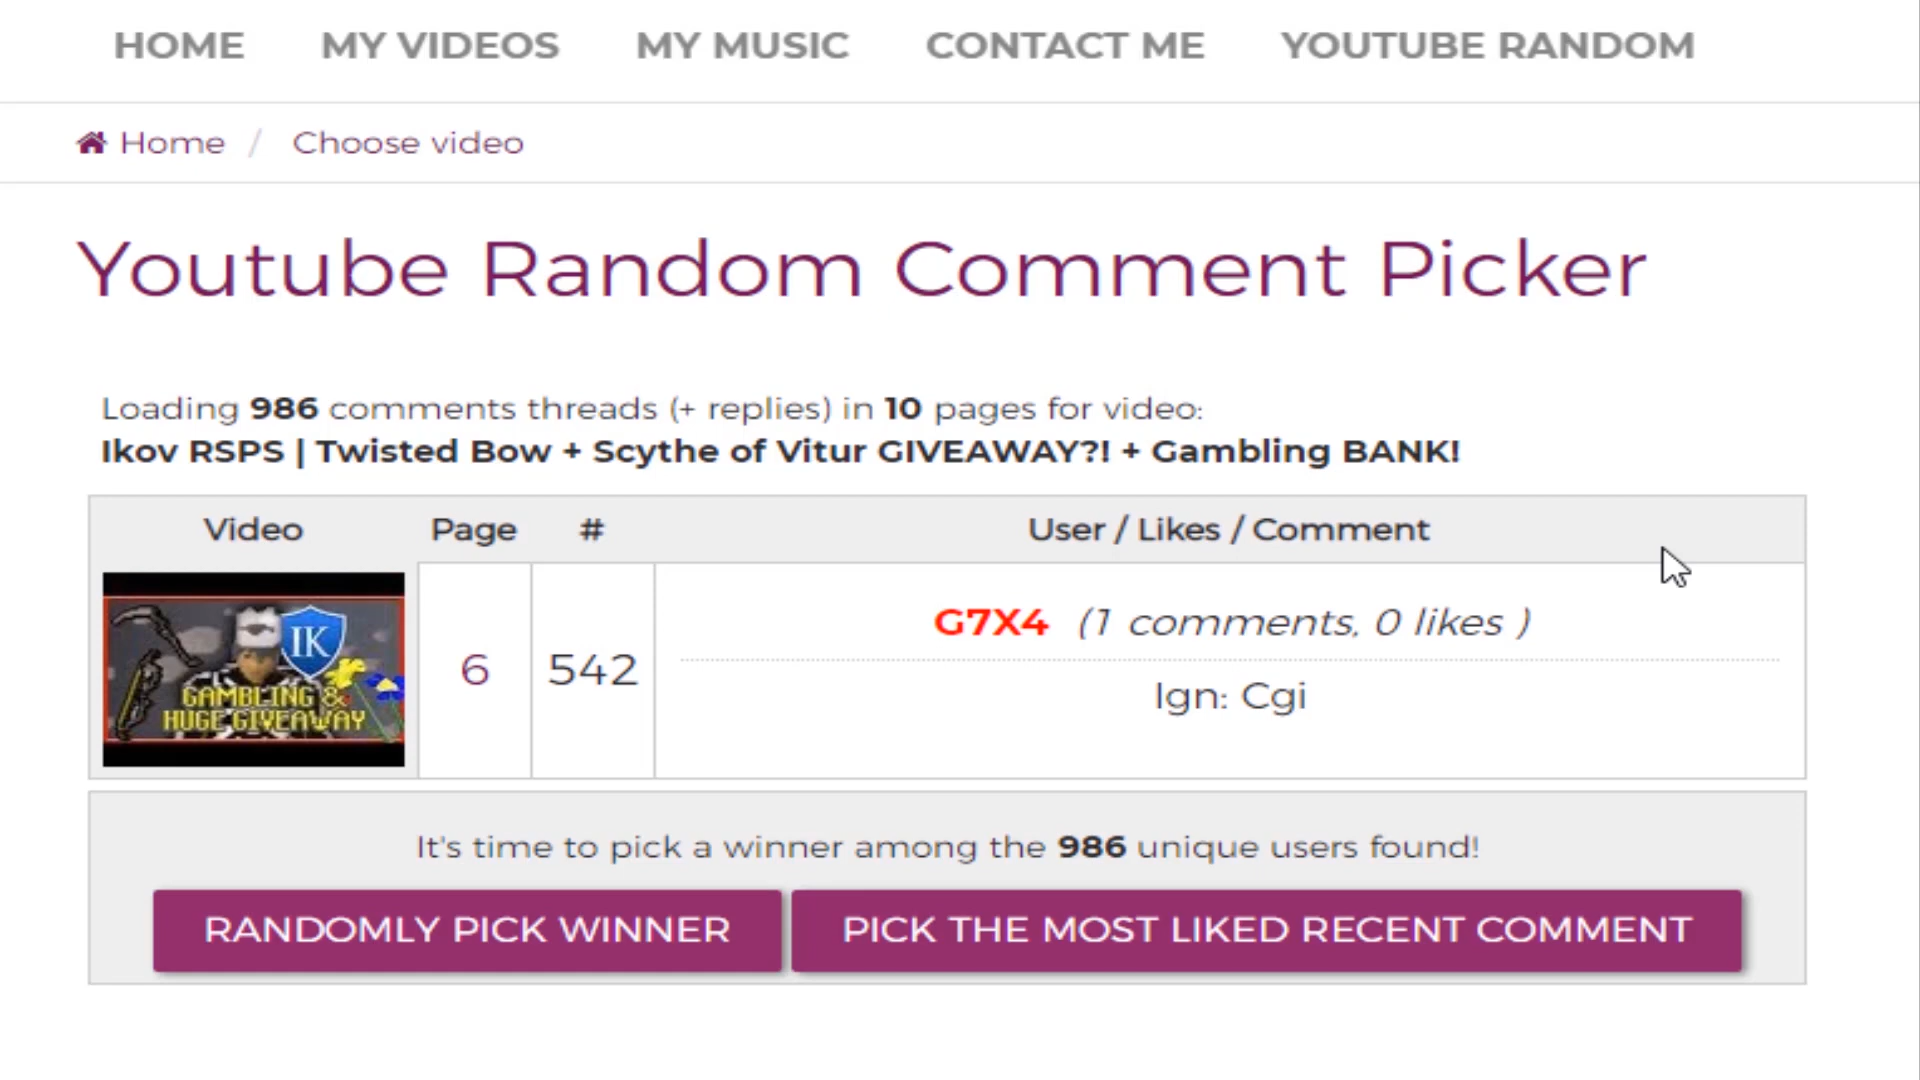 HOME MY VIDEOS MY MUSIC CONTACT ME YOUTUBE RANDOM
Home / Choose video
Youtube Random Comment Picker
Loading 986 comments threads (+ replies) in 10 pages for video:
Ikov RSPS | Twisted Bow + Scythe of Vitur GIVEAWAY?! + Gambling BANK!
Video Page # User / Likes / Comment
IK
GAMBLING &
HUGE GIVEAWAY
6 542
G7X4 (1 comments, 0 likes )
Ign: Cgi
It's time to pick a winner among the 986 unique users found!
RANDOMLY PICK WINNER PICK THE MOST LIKED RECENT COMMENT